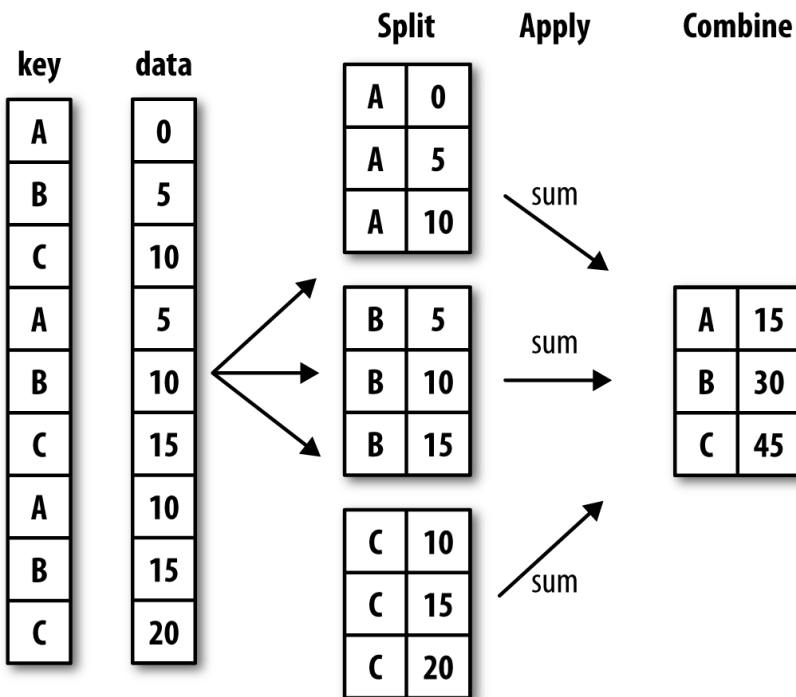 Split Apply Combine
key data
A 0
B 5
C 10
A 5
B 10
C 15
A 10
B 15
C 20
A 0
A 5
A 10
B 5
B 10
B 15
C 10
C 15
C 20
sum
sum
sum
A 15
B 30
C 45